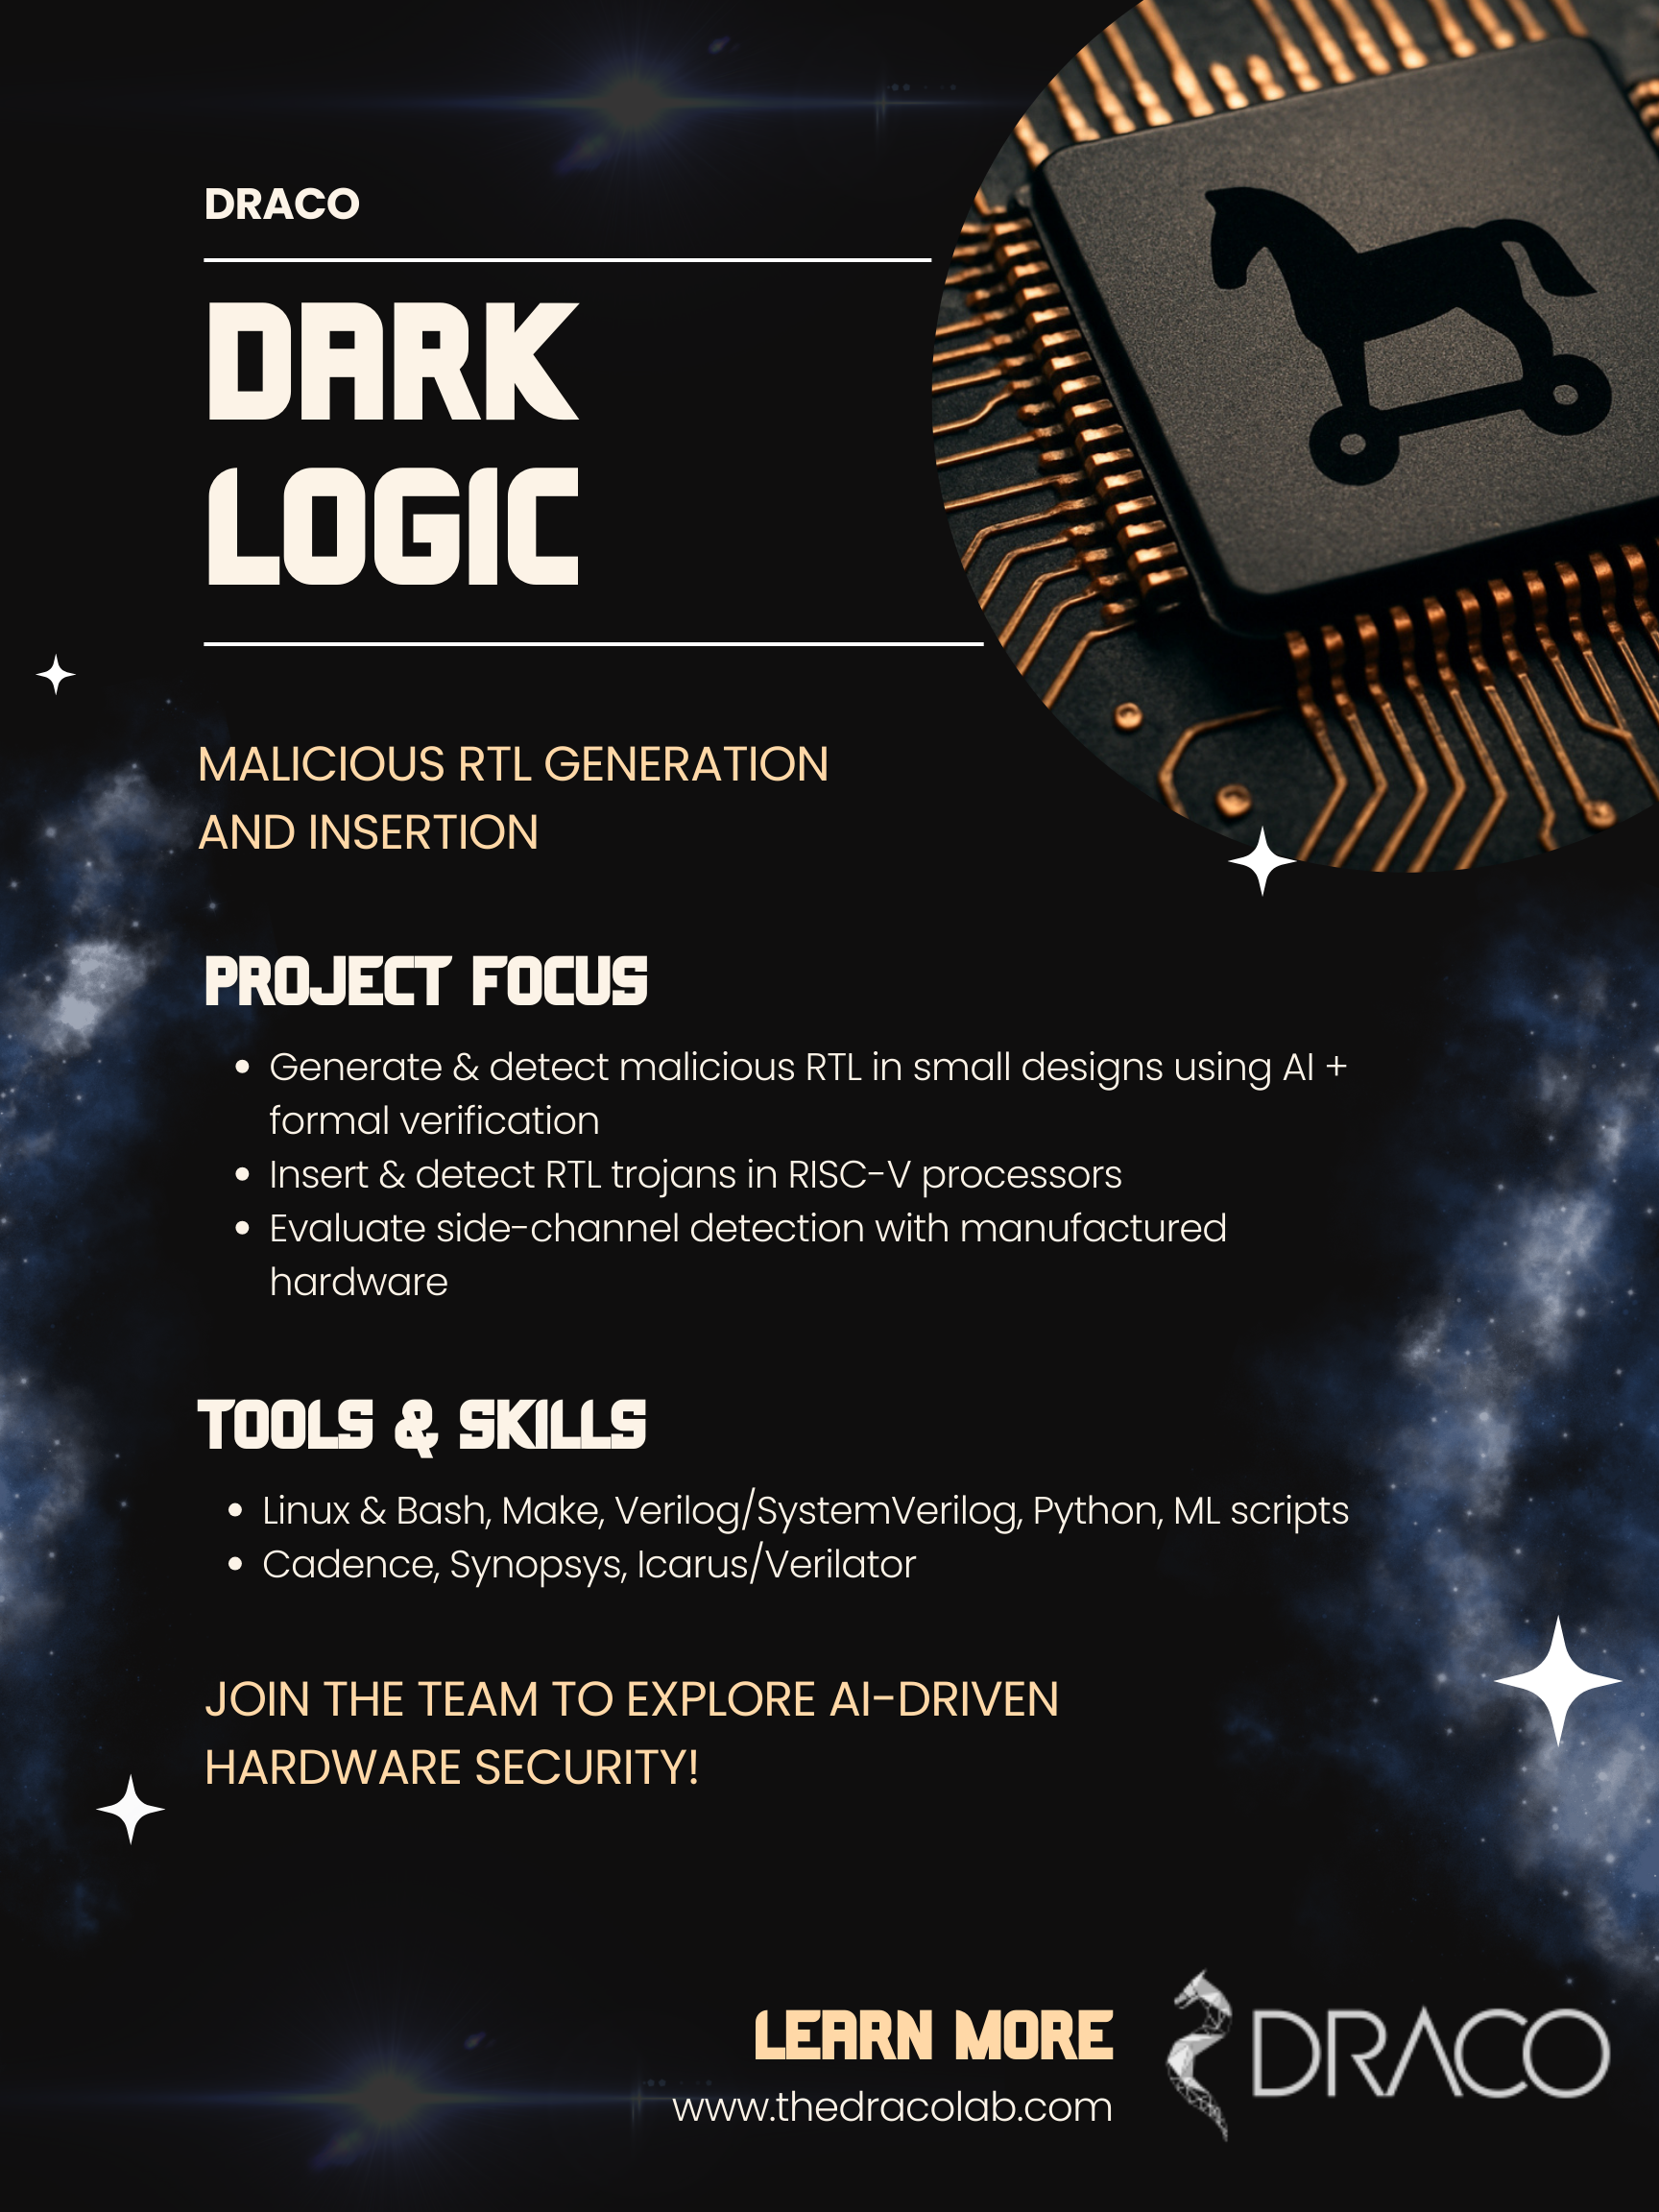 DRACO
DARK
LOGIC
MALICIOUS RTL GENERATION
AND INSERTION
PROJECT FOCUS
• Generate & detect malicious RTL in small designs using AI +
formal verification
• Insert & detect RTL trojans in RISC-V processors
• Evaluate side-channel detection with manufactured
hardware
TOOLS & SKILLS
• Linux & Bash, Make, Verilog/SystemVerilog, Python, ML scripts
• Cadence, Synopsys, Icarus/Verilator
JOIN THE TEAM TO EXPLORE AI-DRIVEN
HARDWARE SECURITY!
LEARN MORE
www.thedracolab.com
DRACO